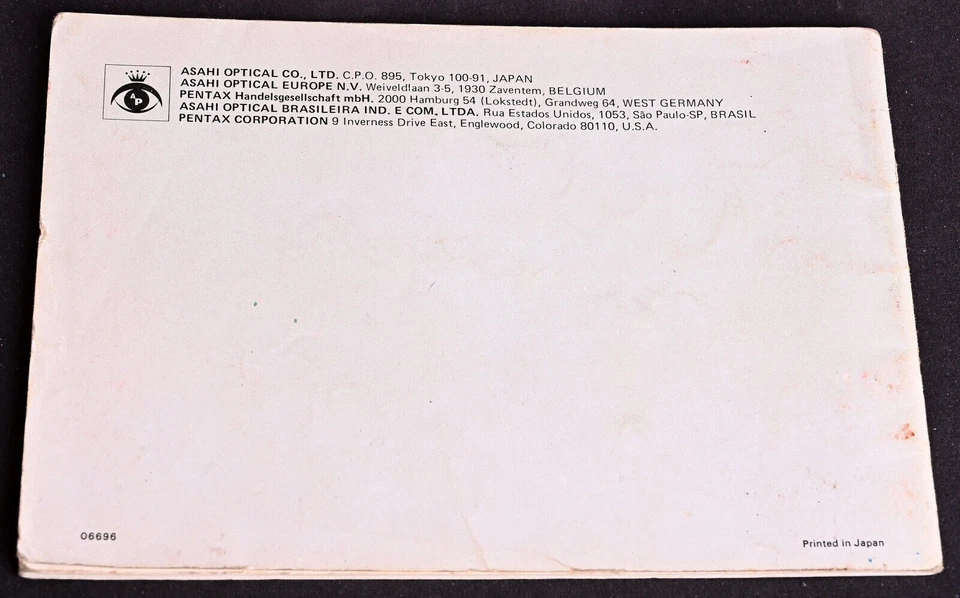 AP
ASAHI OPTICAL CO., LTD. C.P.O. 895, Tokyo 100-91, JAPAN
ASAHI OPTICAL EUROPE N.V. Weiveldlaan 3-5, 1930 Zaventem, BELGIUM
PENTAX Handelsgesellschaft mbH. 2000 Hamburg 54 (Lokstedt), Grandweg 64, WEST GERMANY
ASAHI OPTICAL BRASILEIRA IND. E COM. LTDA. Rua Estados Unidos, 1053, São Paulo-SP, BRASIL
PENTAX CORPORATION 9 Inverness Drive East, Englewood, Colorado 80110, U.S.A.
06696
Printed in Japan